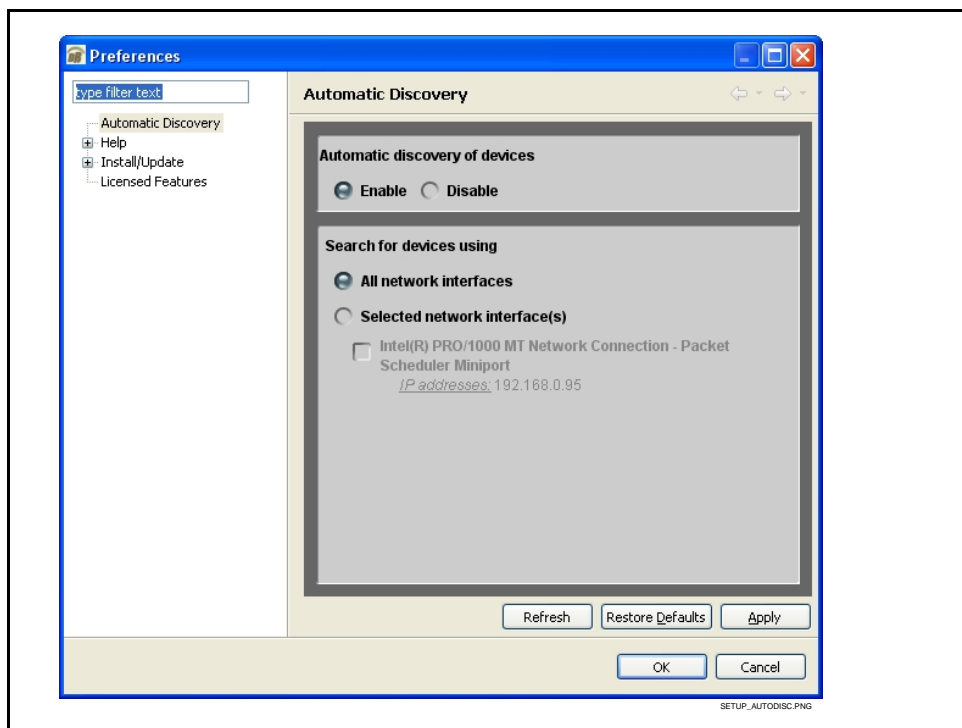 Preferences
type filter text
Automatic Discovery
Help
Install/Update
Licensed Features
Automatic Discovery
Automatic discovery of devices
Enable
Disable
Search for devices using
All network interfaces
Selected network interface(s)
Intel(R) PRO/1000 MT Network Connection - Packet
Scheduler Miniport
IP addresses: 192.168.0.95
Refresh
Restore Defaults
Apply
OK
Cancel
SETUP_AUTODISC.PNG